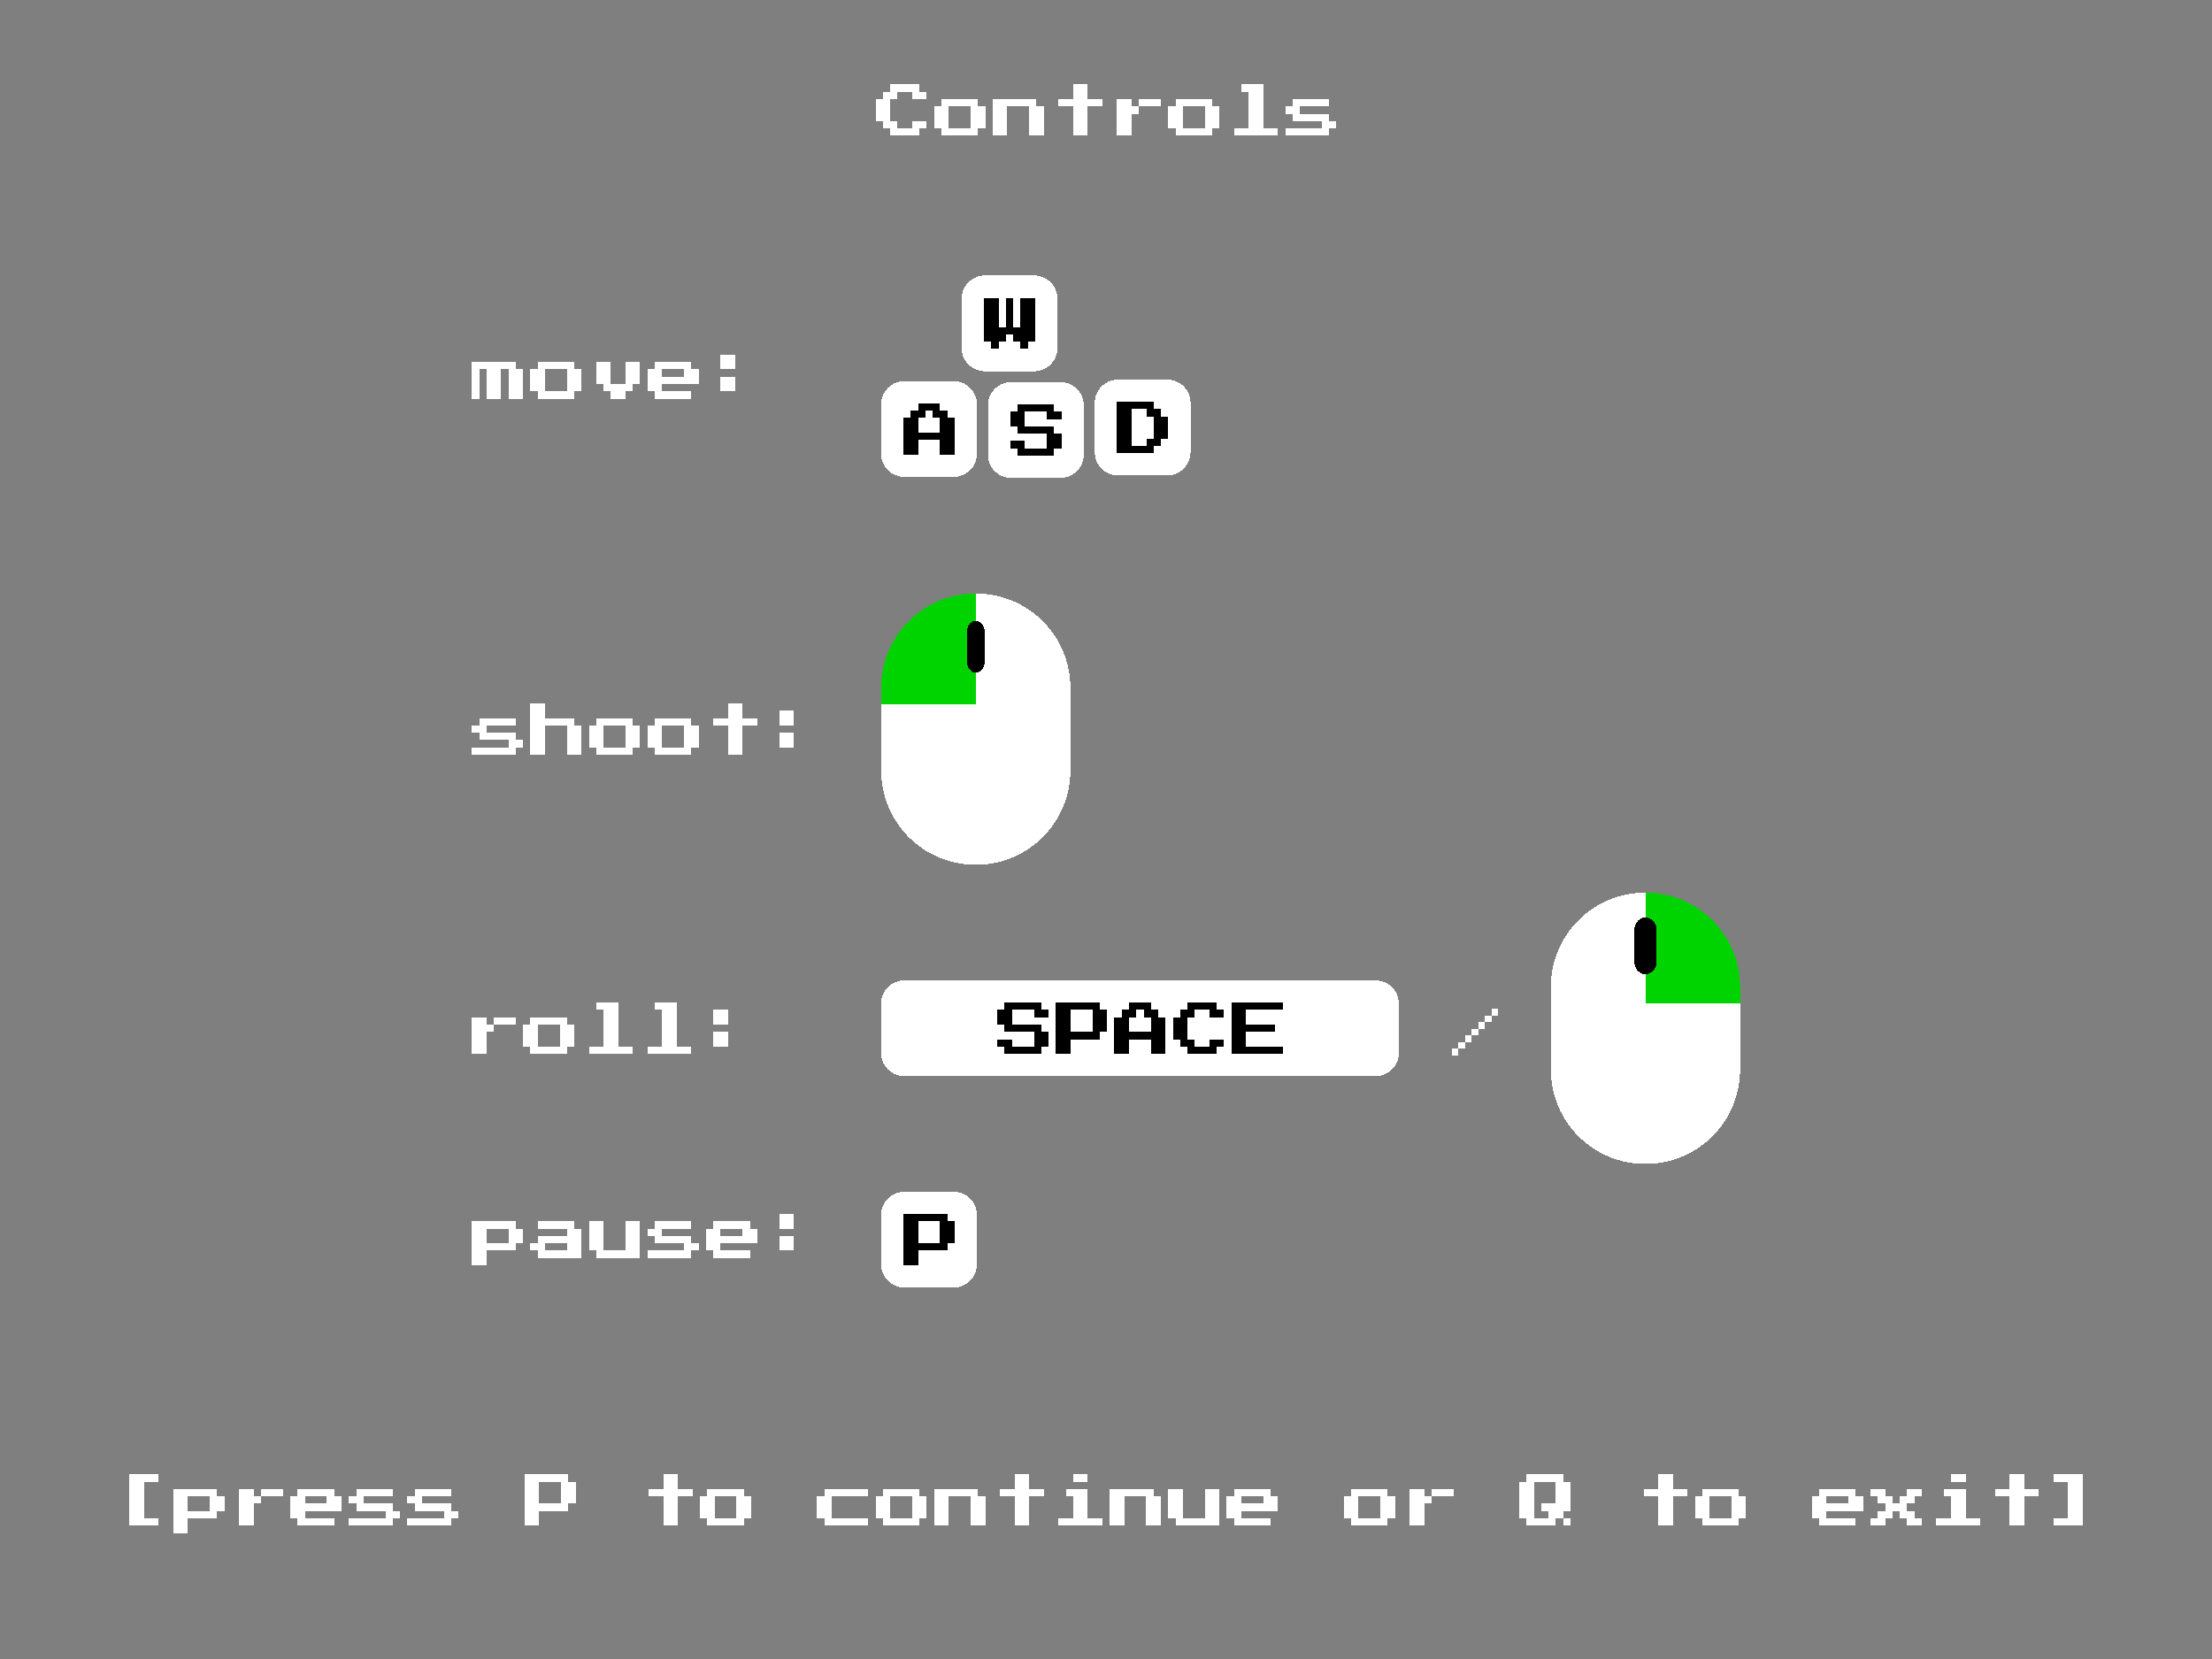 Controls
W
move:
A S D
shoot:
roll: SPACE /
pause: P
[press P to continue or Q to exit]